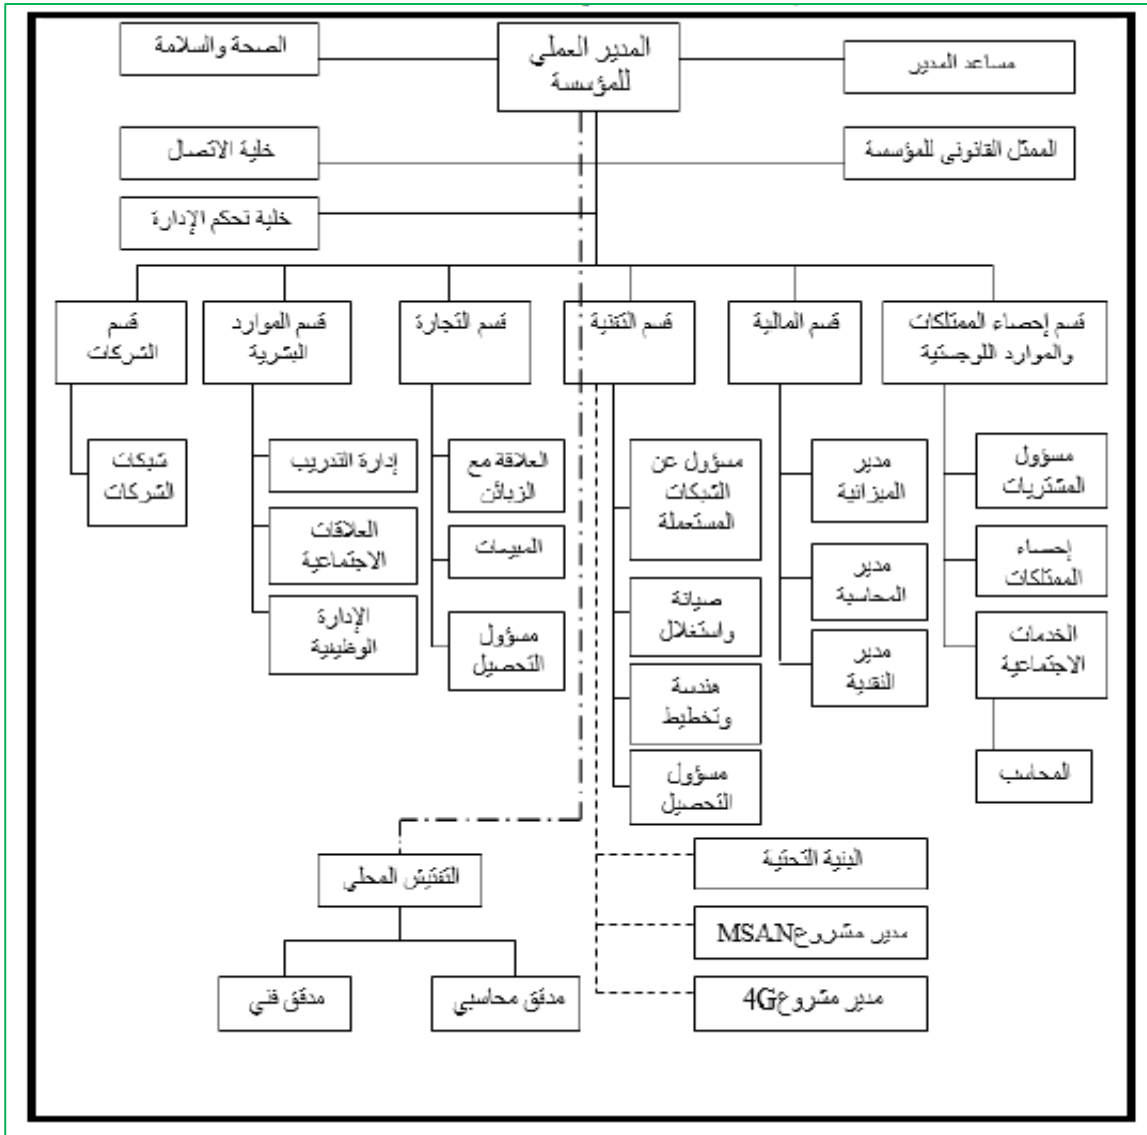 المدير العملي
للمؤسسة
مساعد المدير
الصحة والسلامة
الممثل القانوني للمؤسسة
خلية الاتصال
خلية تحكم الإدارة
قسم إحصاء الممتلكات
والموارد اللوجستية
قسم المالية
قسم التقنية
قسم التجارة
قسم الموارد
البشرية
قسم
الشركات
مسؤول
المشتريات
إحصاء
الممتلكات
الخدمات
الاجتماعية
المحاسب
مدير
الميزانية
مدير
المحاسبة
مدير
النقدية
مسؤول عن
الشبكات
المستعملة
صيانة
واستغلال
هندسة
وتخطيط
مسؤول
التحصيل
العلاقة مع
الزبائن
المبيعات
مسؤول
التحصيل
إدارة التدريب
العلاقات
الاجتماعية
الإدارة
الوظيفية
شبكات
الشركات
البنية التحتية
مدير مشروع MSAN
مدير مشروع 4G
التفتيش المحلي
مدقق محاسبي
مدقق فني